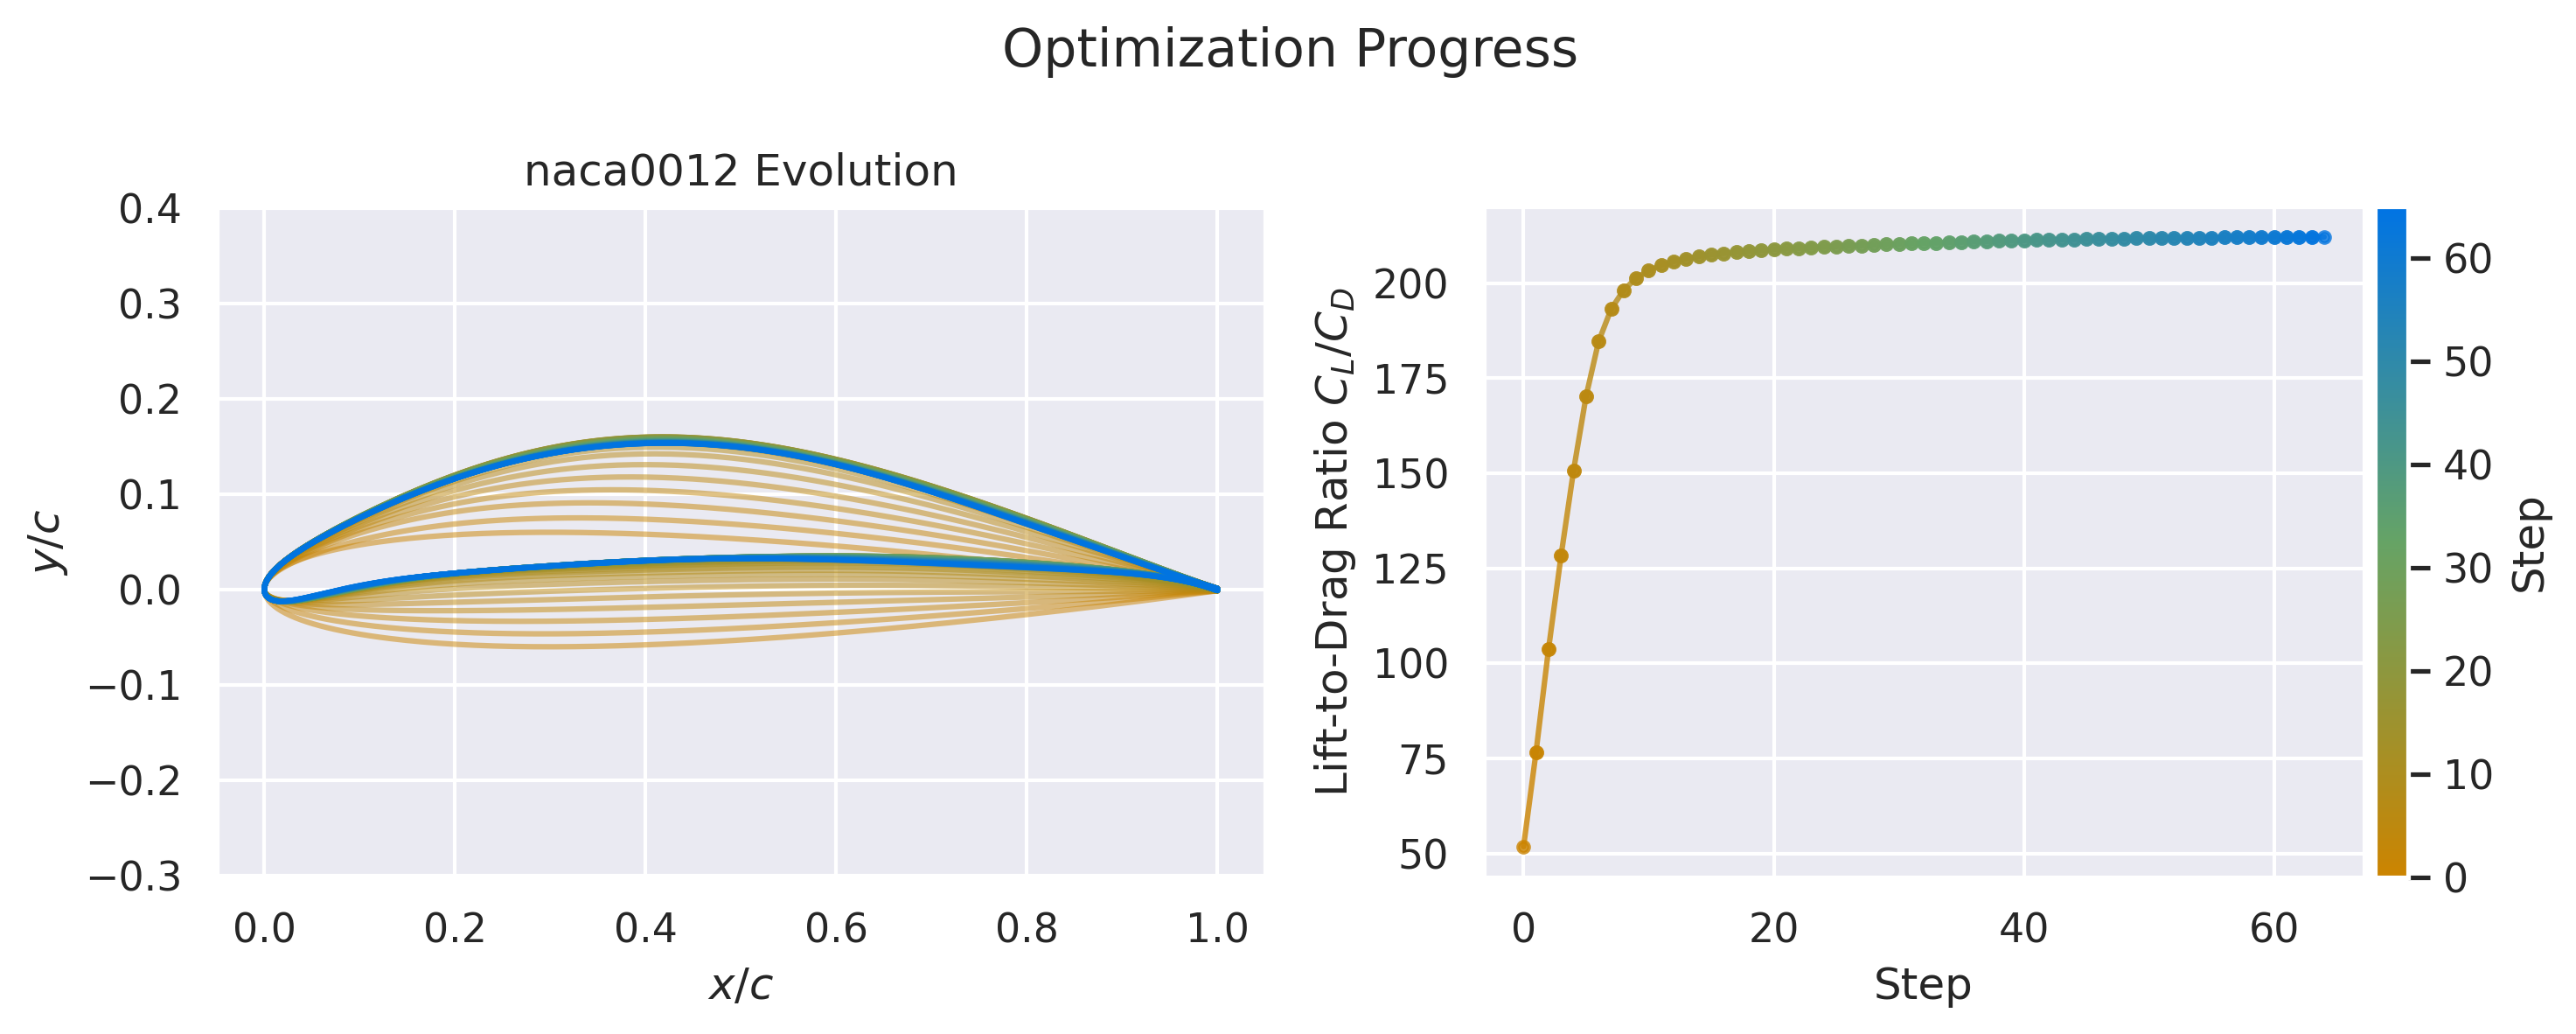 Optimization Progress
naca0012 Evolution
0.4
0.3
0.2
0.1
0.0
−0.1
−0.2
−0.3
y/c
0.0 0.2 0.4 0.6 0.8 1.0
x/c
200
175
150
125
100
75
50
Lift-to-Drag Ratio C_L/C_D
0 20 40 60
Step
60
50
40
30
20
10
0
Step